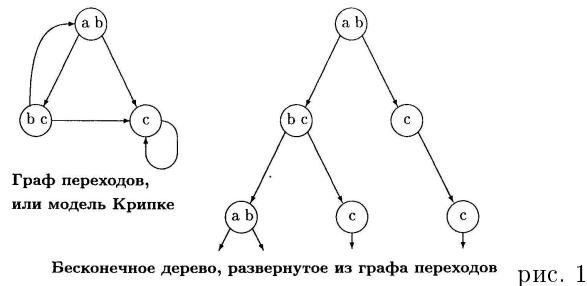 a b
a b
b c
c
b c
c
Граф переходов,
или модель Крипке
a b
c
c
Бесконечное дерево, развернутое из графа переходов
рис. 1